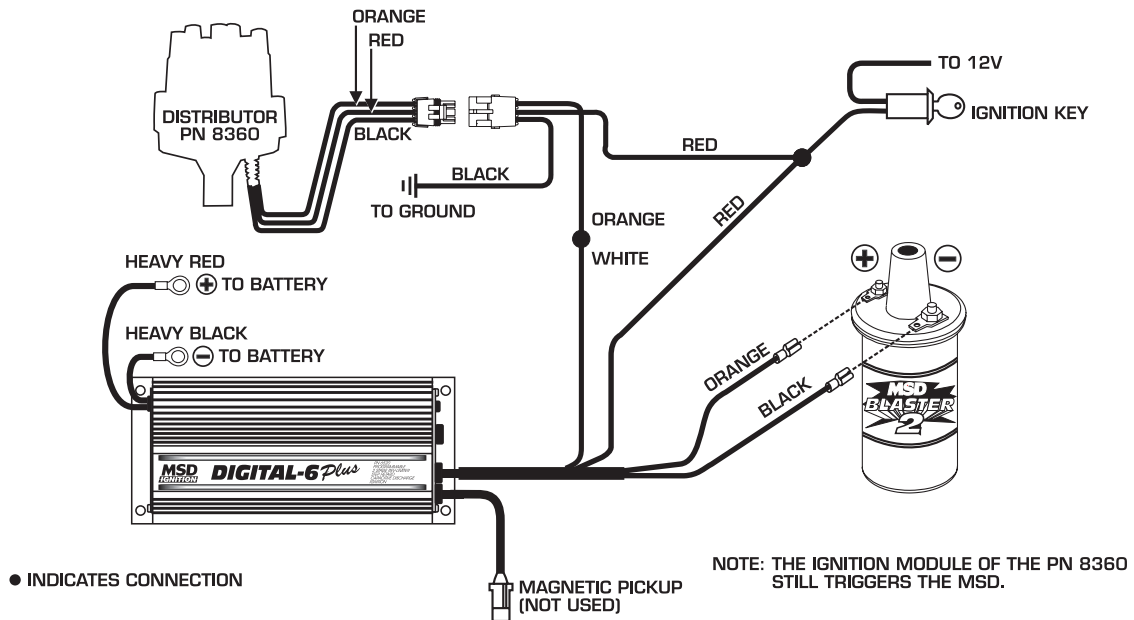 ORANGE
RED
DISTRIBUTOR
PN 8360
BLACK
TO 12V
IGNITION KEY
RED
BLACK
TO GROUND
RED
ORANGE
WHITE
HEAVY RED
+ TO BATTERY
HEAVY BLACK
− TO BATTERY
+ −
ORANGE
BLACK
MSD
BLASTER
2
MSD
IGNITION
DIGITAL-6 Plus
PROGRAMMABLE
● INDICATES CONNECTION
MAGNETIC PICKUP
(NOT USED)
NOTE: THE IGNITION MODULE OF THE PN 8360
STILL TRIGGERS THE MSD.